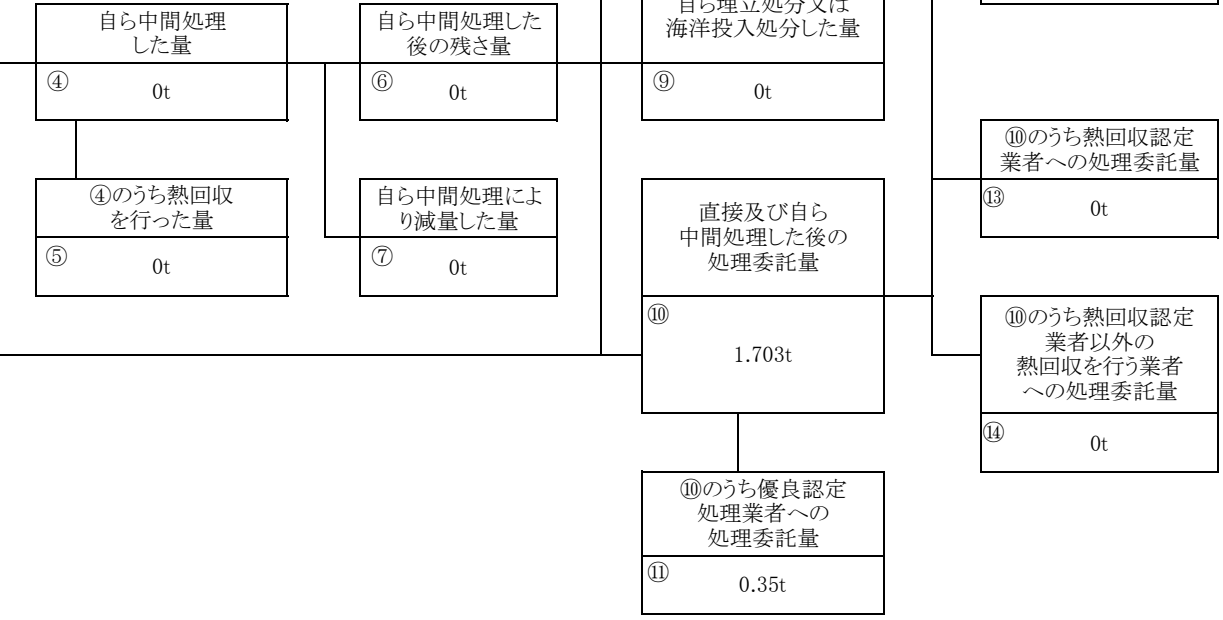 自ら中間処理
した量
④
0t
自ら中間処理した
後の残さ量
⑥
0t
自ら埋立処分又は
海洋投入処分した量
⑨
0t
⑩のうち熱回収認定
業者への処理委託量
⑬
0t
④のうち熱回収
を行った量
⑤
0t
自ら中間処理によ
り減量した量
⑦
0t
直接及び自ら
中間処理した後の
処理委託量
⑩
1.703t
⑩のうち熱回収認定
業者以外の
熱回収を行う業者
への処理委託量
⑭
0t
⑩のうち優良認定
処理業者への
処理委託量
⑪
0.35t